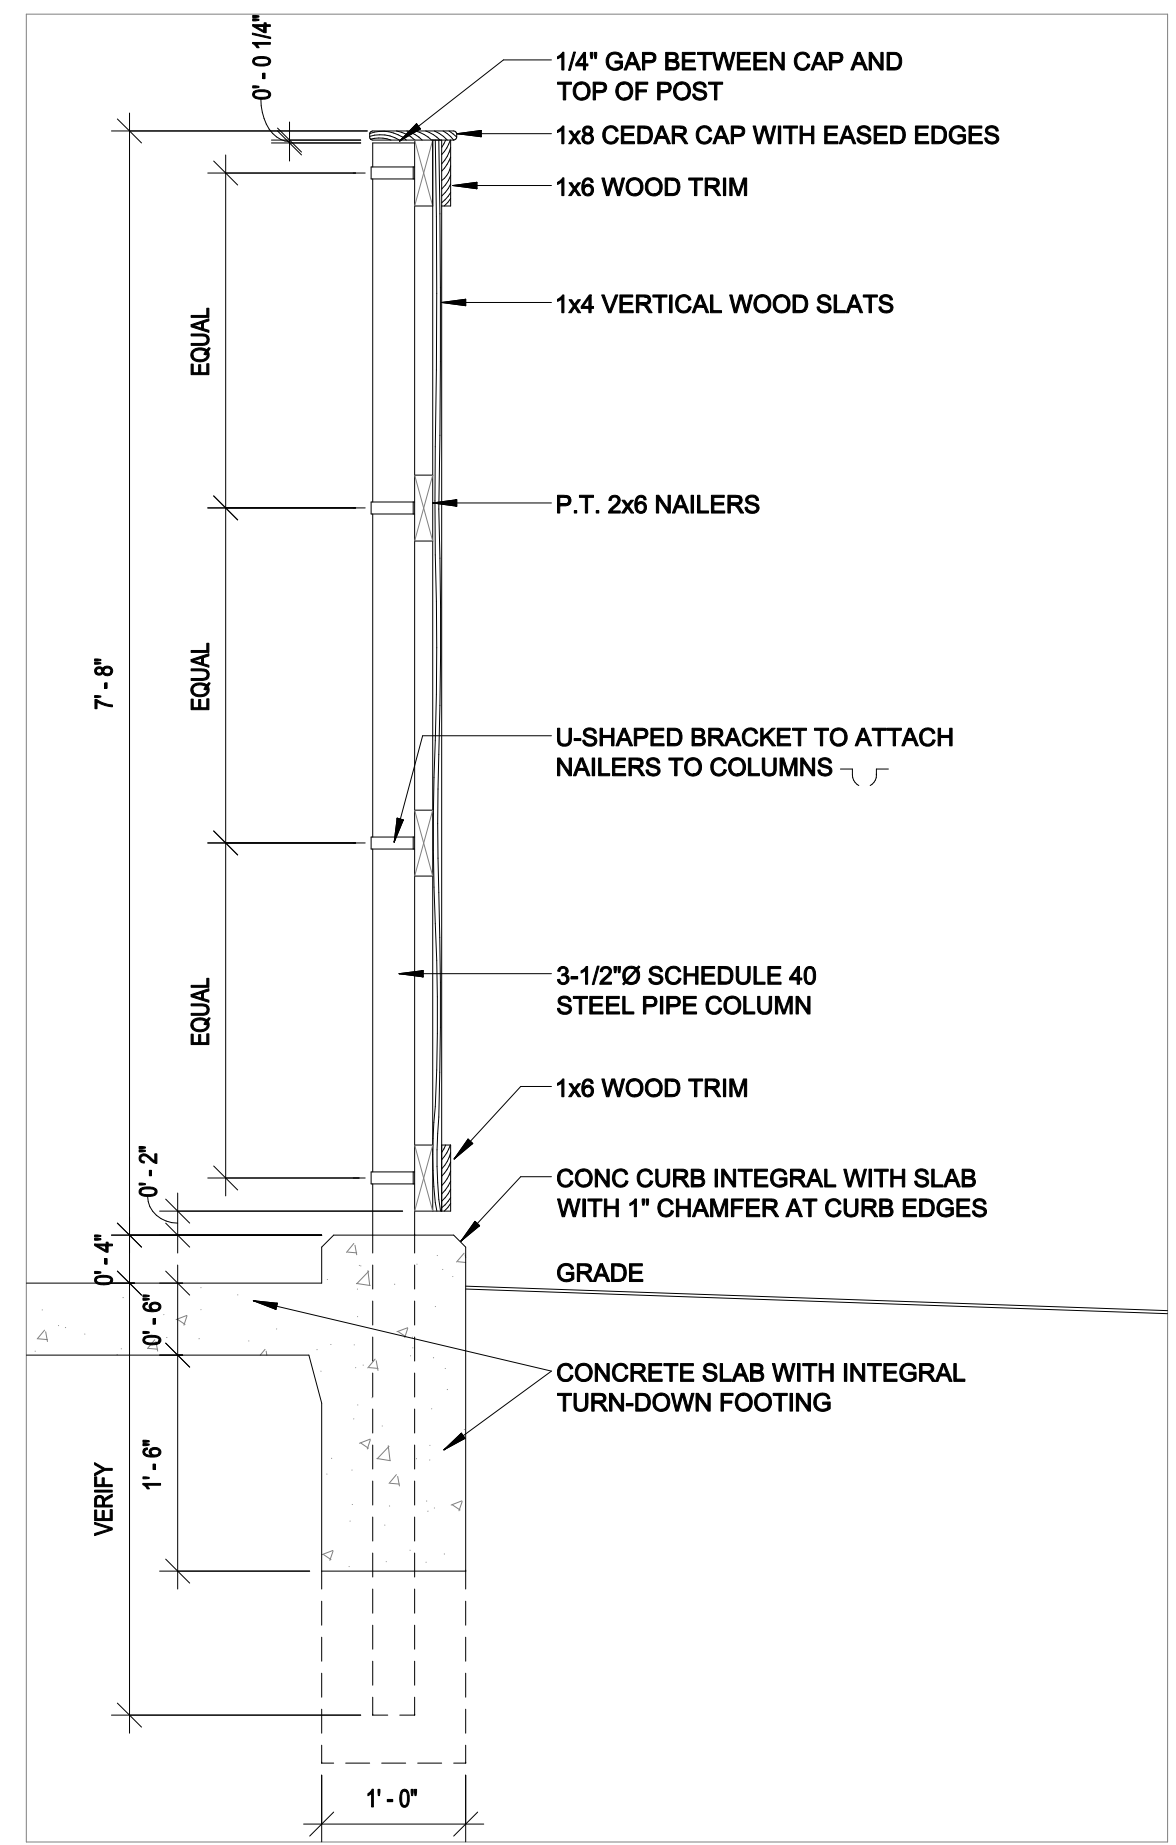 0' - 0 1/4"
1/4" GAP BETWEEN CAP AND
TOP OF POST
1x8 CEDAR CAP WITH EASED EDGES
1x6 WOOD TRIM
1x4 VERTICAL WOOD SLATS
EQUAL
P.T. 2x6 NAILERS
EQUAL
7' - 8"
U-SHAPED BRACKET TO ATTACH
NAILERS TO COLUMNS
3-1/2"Ø SCHEDULE 40
STEEL PIPE COLUMN
EQUAL
1x6 WOOD TRIM
0' - 2"
CONC CURB INTEGRAL WITH SLAB
WITH 1" CHAMFER AT CURB EDGES
0' - 4"
GRADE
0' - 6"
CONCRETE SLAB WITH INTEGRAL
TURN-DOWN FOOTING
1' - 6"
VERIFY
1' - 0"